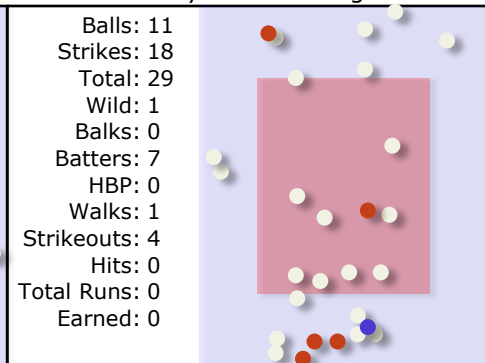 Balls: 11
Strikes: 18
Total: 29
Wild: 1
Balks: 0
Batters: 7
HBP: 0
Walks: 1
Strikeouts: 4
Hits: 0
Total Runs: 0
Earned: 0